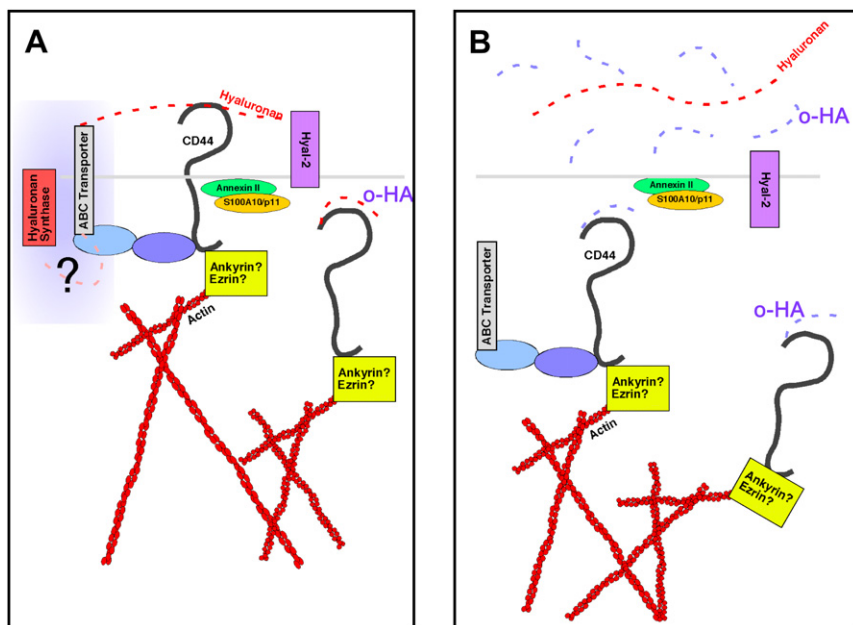 A
Hyaluronan
CD44
ABC Transporter
Hyal-2
Hyaluronan
Synthase
Annexin II
S100A10/p11
o-HA
?
Ankyrin?
Ezrin?
Actin
Ankyrin?
Ezrin?
B
Hyaluronan
o-HA
Hyal-2
Annexin II
S100A10/p11
CD44
ABC Transporter
o-HA
Ankyrin?
Ezrin?
Actin
Ankyrin?
Ezrin?